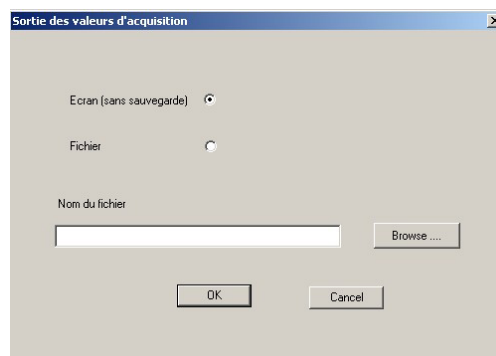 Sortie des valeurs d'acquisition
Ecran (sans sauvegarde)
Fichier
Nom du fichier
Browse ....
OK
Cancel